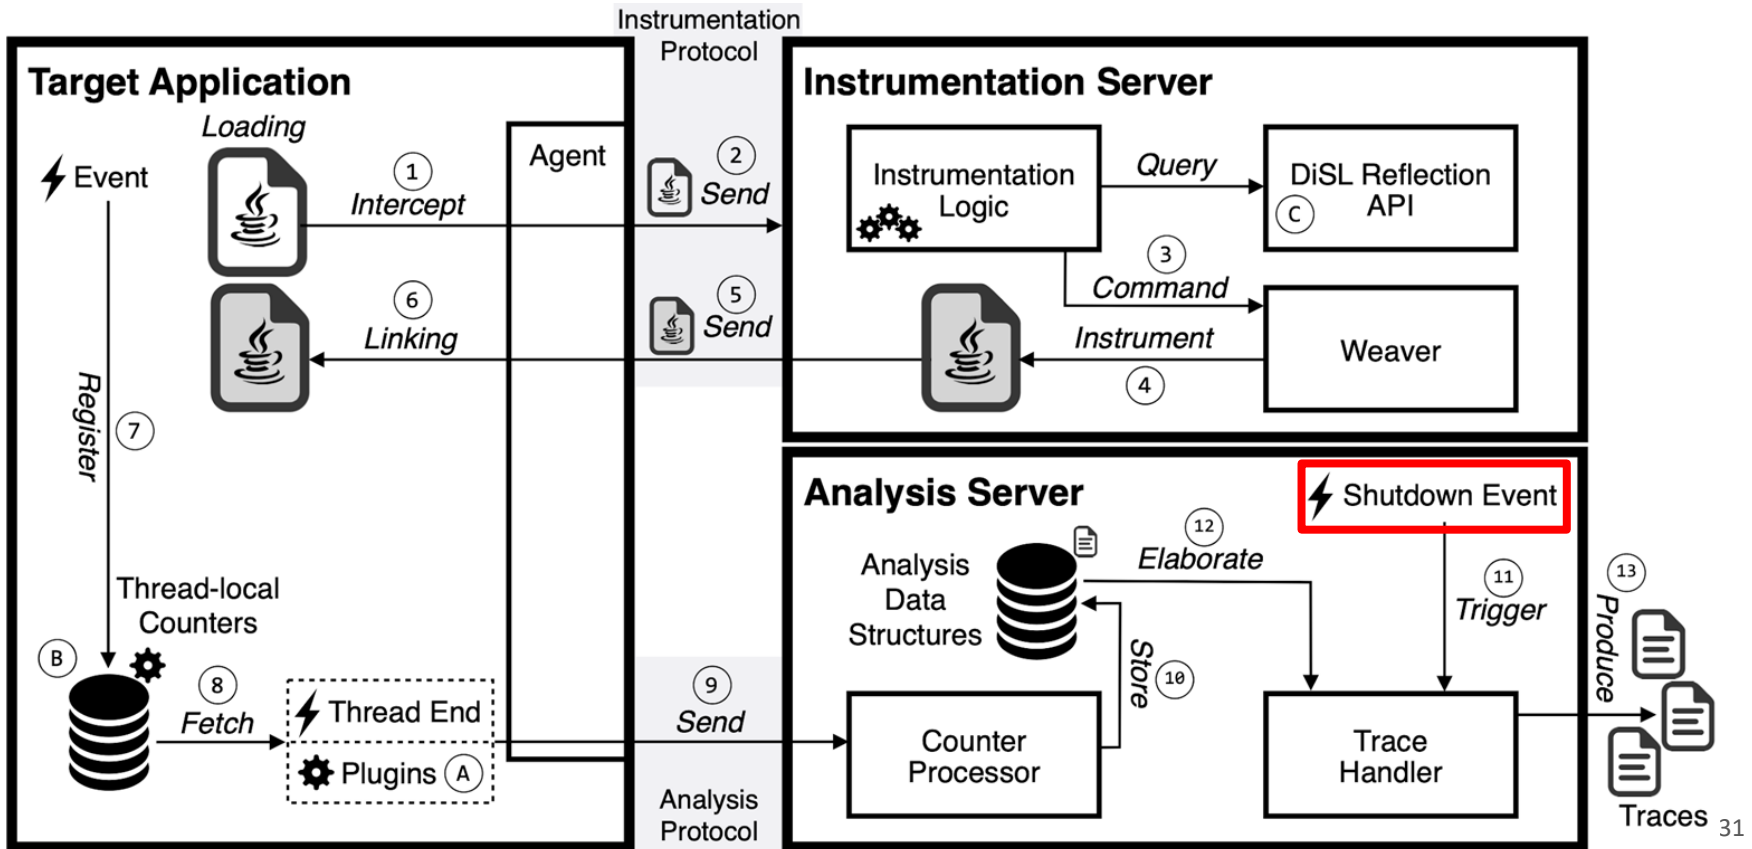 Instrumentation
Protocol
Target Application
Loading
Event
Agent
1
Intercept
2
Send
6
Linking
5
Send
Register
7
Thread-local
Counters
B
8
Fetch
Thread End
Plugins A
9
Send
Analysis
Protocol
Instrumentation Server
Instrumentation
Logic
Query
DiSL Reflection
API
C
3
Command
Instrument
4
Weaver
Analysis Server
Shutdown Event
12
Elaborate
Analysis
Data
Structures
11
Trigger
Store
10
Counter
Processor
Trace
Handler
13
Produce
Traces
31